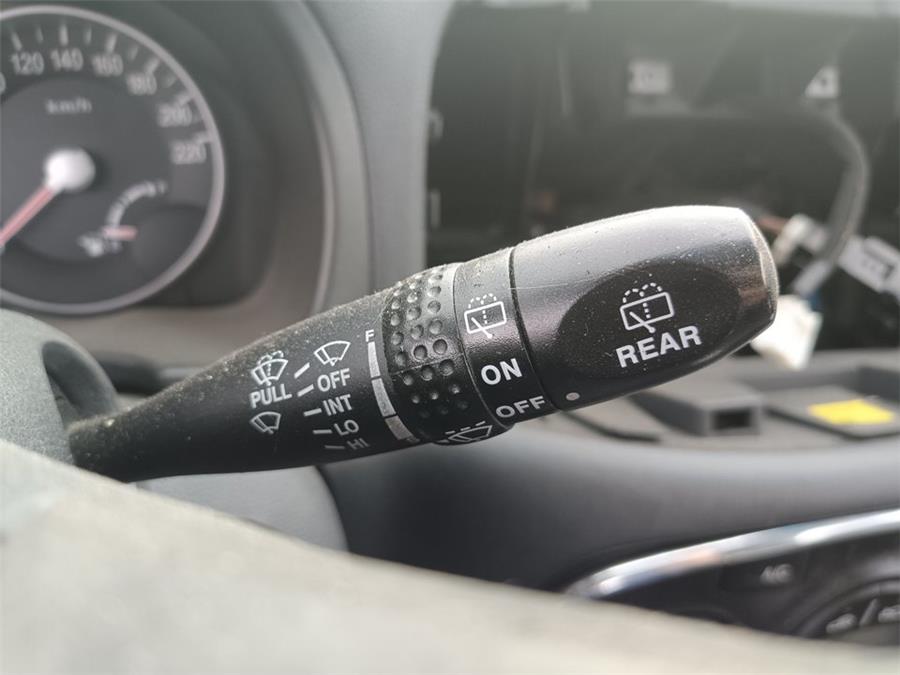 120 140 160 180 200 220
km/h
F
PULL
OFF
INT
LO
HI
ON
OFF
REAR
A/C